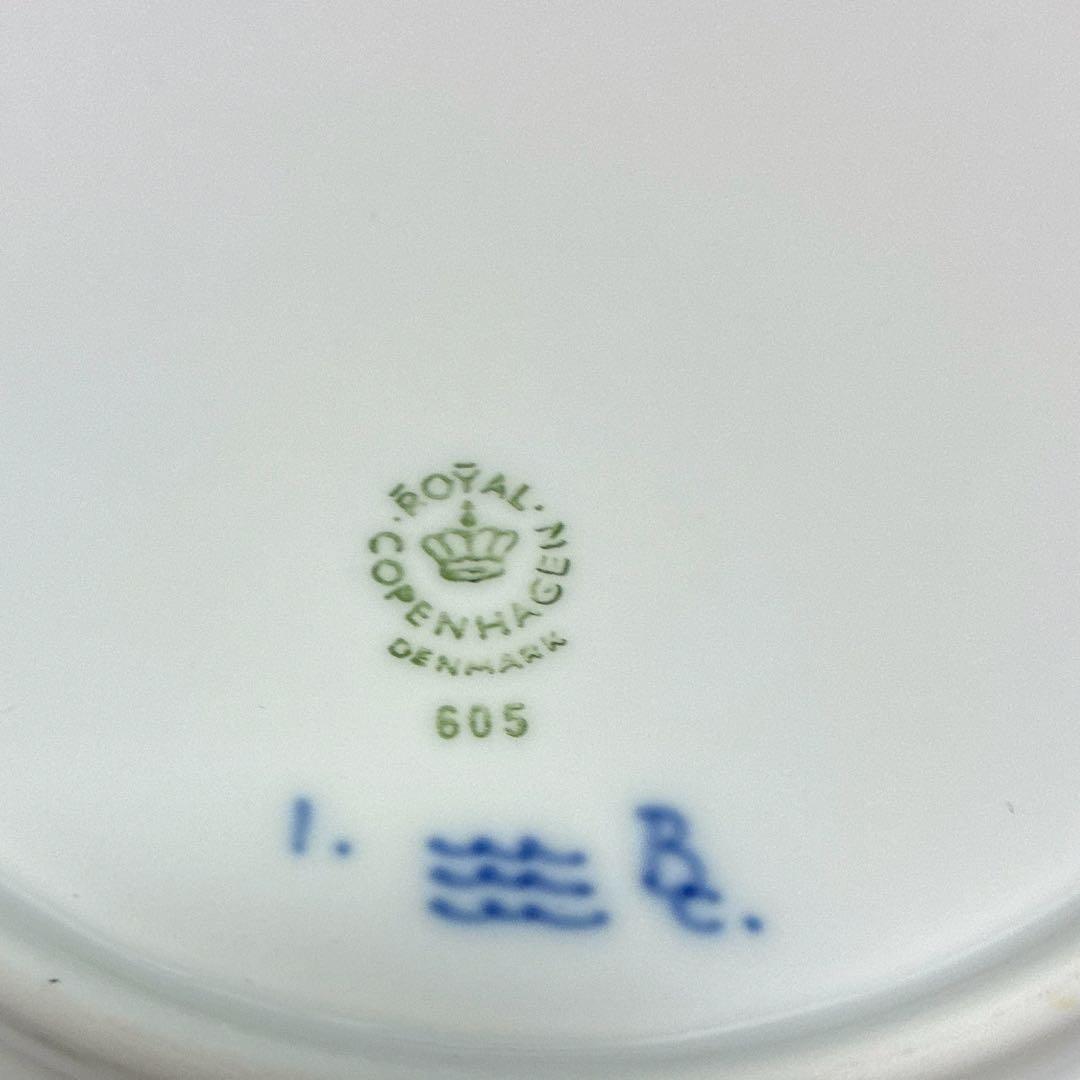 ROYAL
COPENHAGEN
DENMARK
605
1.